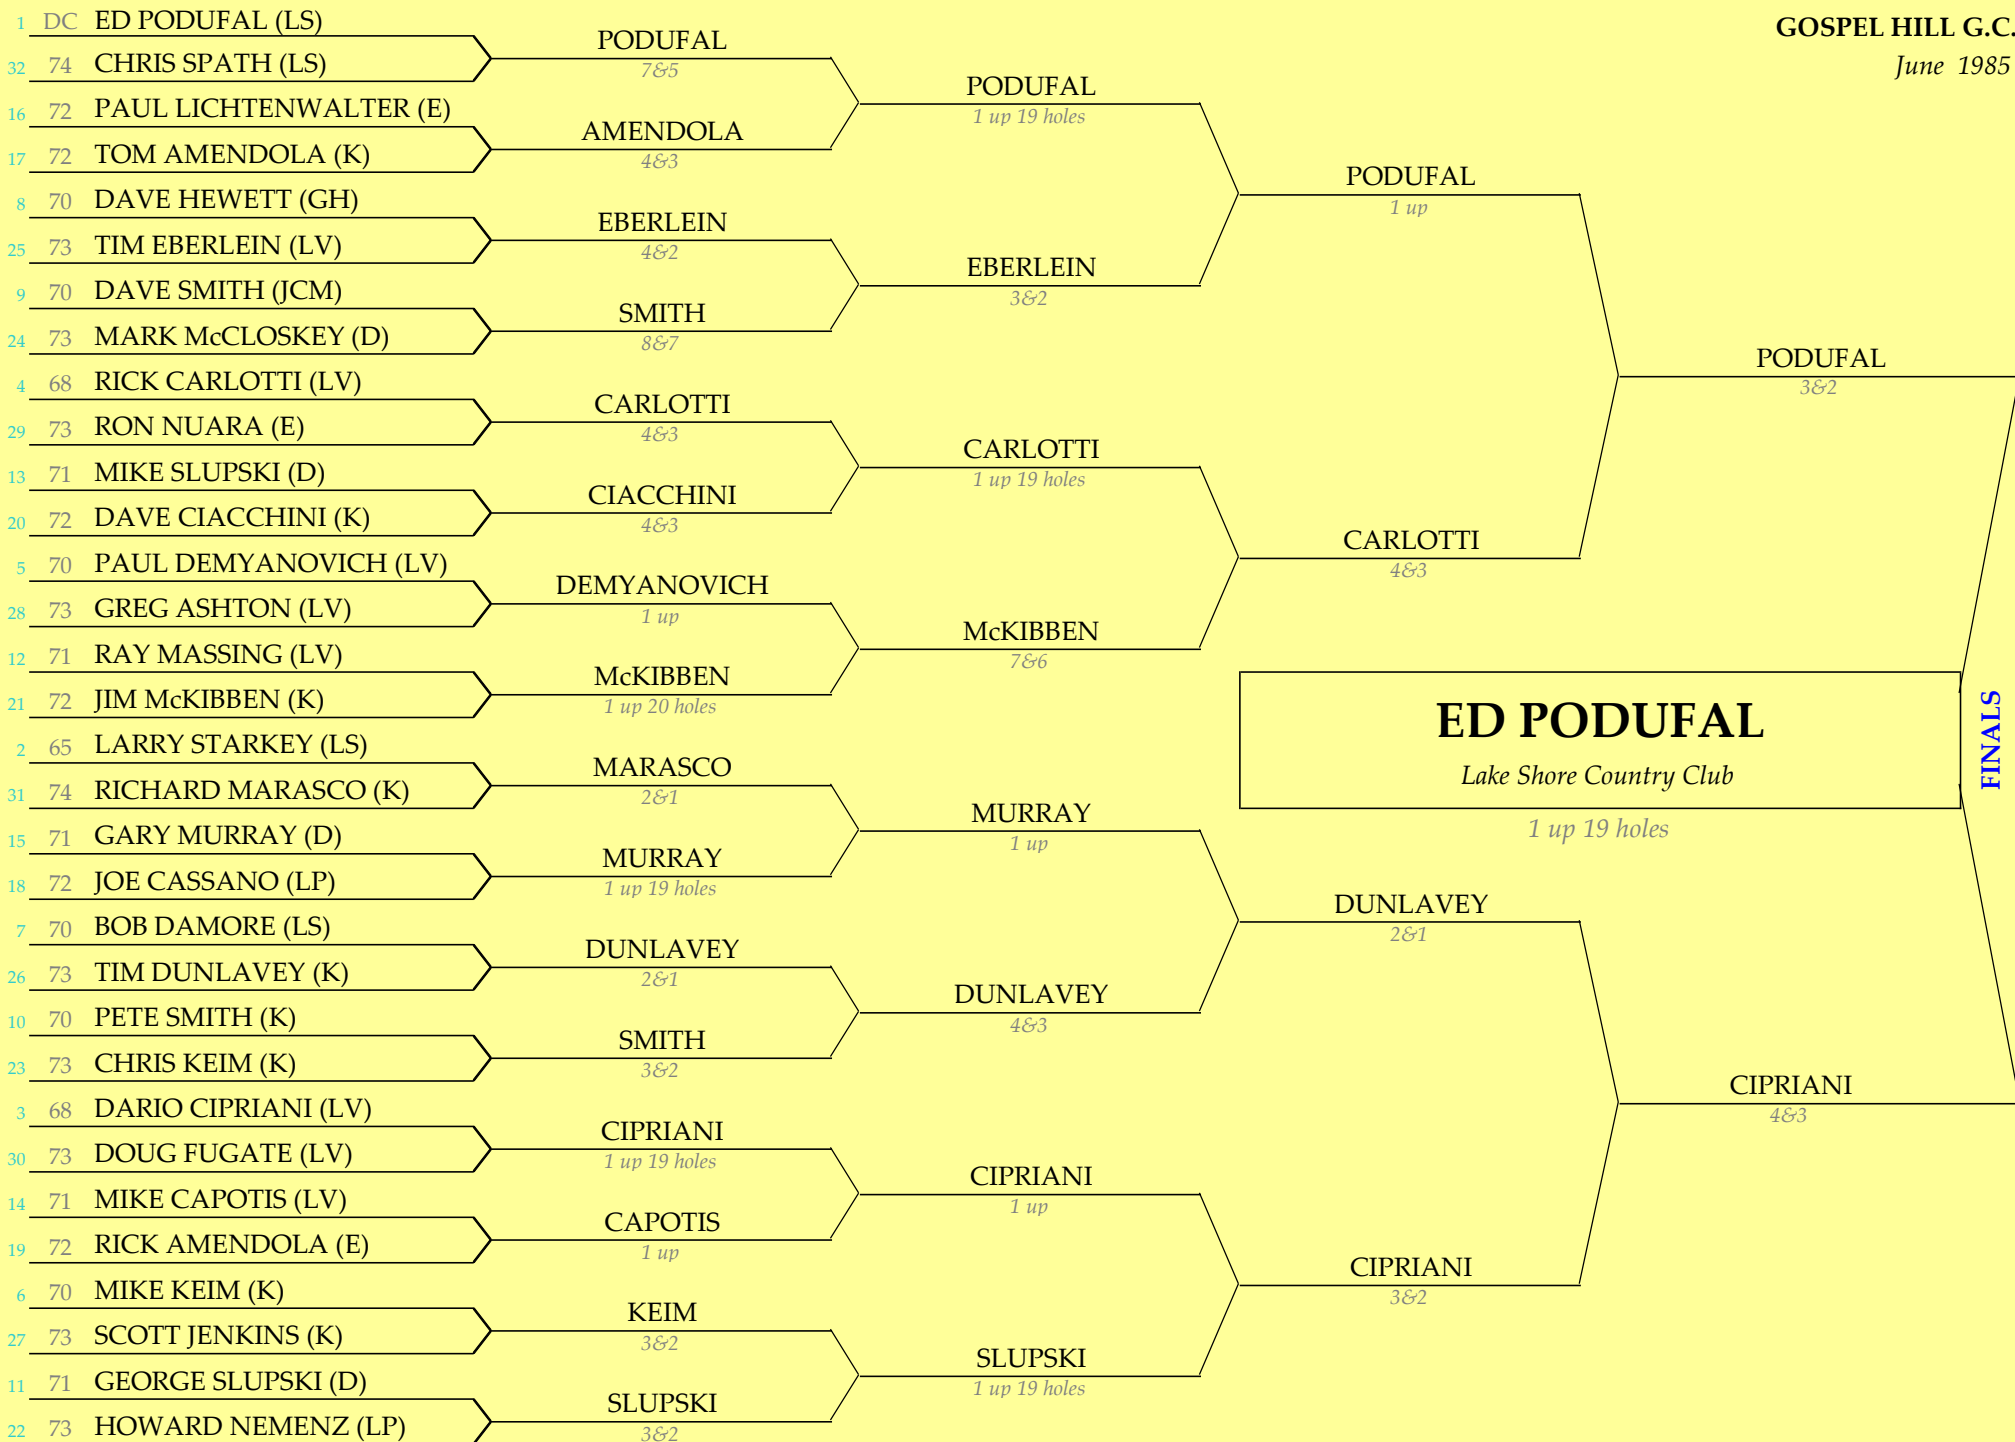 GOSPEL HILL G.C.
June 1985
1 DC ED PODUFAL (LS)
32 74 CHRIS SPATH (LS)
16 72 PAUL LICHTENWALTER (E)
17 72 TOM AMENDOLA (K)
8 70 DAVE HEWETT (GH)
25 73 TIM EBERLEIN (LV)
9 70 DAVE SMITH (JCM)
24 73 MARK McCLOSKEY (D)
4 68 RICK CARLOTTI (LV)
29 73 RON NUARA (E)
13 71 MIKE SLUPSKI (D)
20 72 DAVE CIACCHINI (K)
5 70 PAUL DEMYANOVICH (LV)
28 73 GREG ASHTON (LV)
12 71 RAY MASSING (LV)
21 72 JIM McKIBBEN (K)
2 65 LARRY STARKEY (LS)
31 74 RICHARD MARASCO (K)
15 71 GARY MURRAY (D)
18 72 JOE CASSANO (LP)
7 70 BOB DAMORE (LS)
26 73 TIM DUNLAVEY (K)
10 70 PETE SMITH (K)
23 73 CHRIS KEIM (K)
3 68 DARIO CIPRIANI (LV)
30 73 DOUG FUGATE (LV)
14 71 MIKE CAPOTIS (LV)
19 72 RICK AMENDOLA (E)
6 70 MIKE KEIM (K)
27 73 SCOTT JENKINS (K)
11 71 GEORGE SLUPSKI (D)
22 73 HOWARD NEMENZ (LP)
PODUFAL
7&5
AMENDOLA
4&3
EBERLEIN
4&2
SMITH
8&7
CARLOTTI
4&3
CIACCHINI
4&3
DEMYANOVICH
1 up
McKIBBEN
1 up 20 holes
MARASCO
2&1
MURRAY
1 up 19 holes
DUNLAVEY
2&1
SMITH
3&2
CIPRIANI
1 up 19 holes
CAPOTIS
1 up
KEIM
3&2
SLUPSKI
3&2
PODUFAL
1 up 19 holes
EBERLEIN
3&2
CARLOTTI
1 up 19 holes
McKIBBEN
7&6
MURRAY
1 up
DUNLAVEY
4&3
CIPRIANI
1 up
SLUPSKI
1 up 19 holes
PODUFAL
1 up
CARLOTTI
4&3
DUNLAVEY
2&1
CIPRIANI
3&2
PODUFAL
3&2
CIPRIANI
4&3
ED PODUFAL
Lake Shore Country Club
1 up 19 holes
FINALS